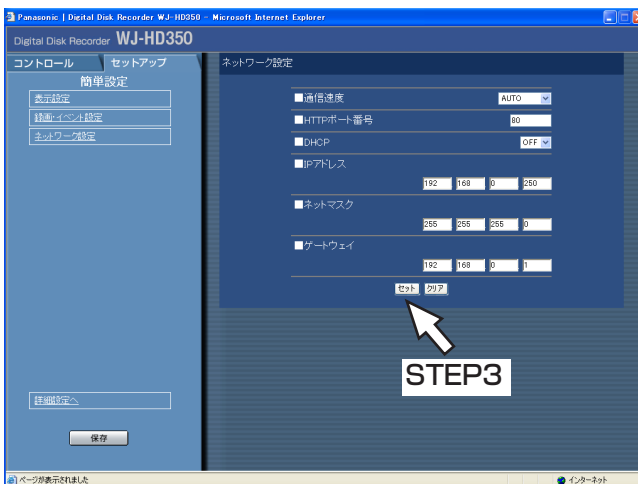 Panasonic | Digital Disk Recorder WJ-HD350 - Microsoft Internet Explorer
Digital Disk Recorder WJ-HD350
コントロール セットアップ
簡単設定
表示設定
録画・イベント設定
ネットワーク設定
詳細設定へ
保存
ネットワーク設定
■通信速度 AUTO
■HTTPポート番号 80
■DHCP OFF
■IPアドレス
192 168 0 250
■ネットマスク
255 255 255 0
■ゲートウェイ
192 168 0 1
セット クリア
STEP3
ページが表示されました インターネット